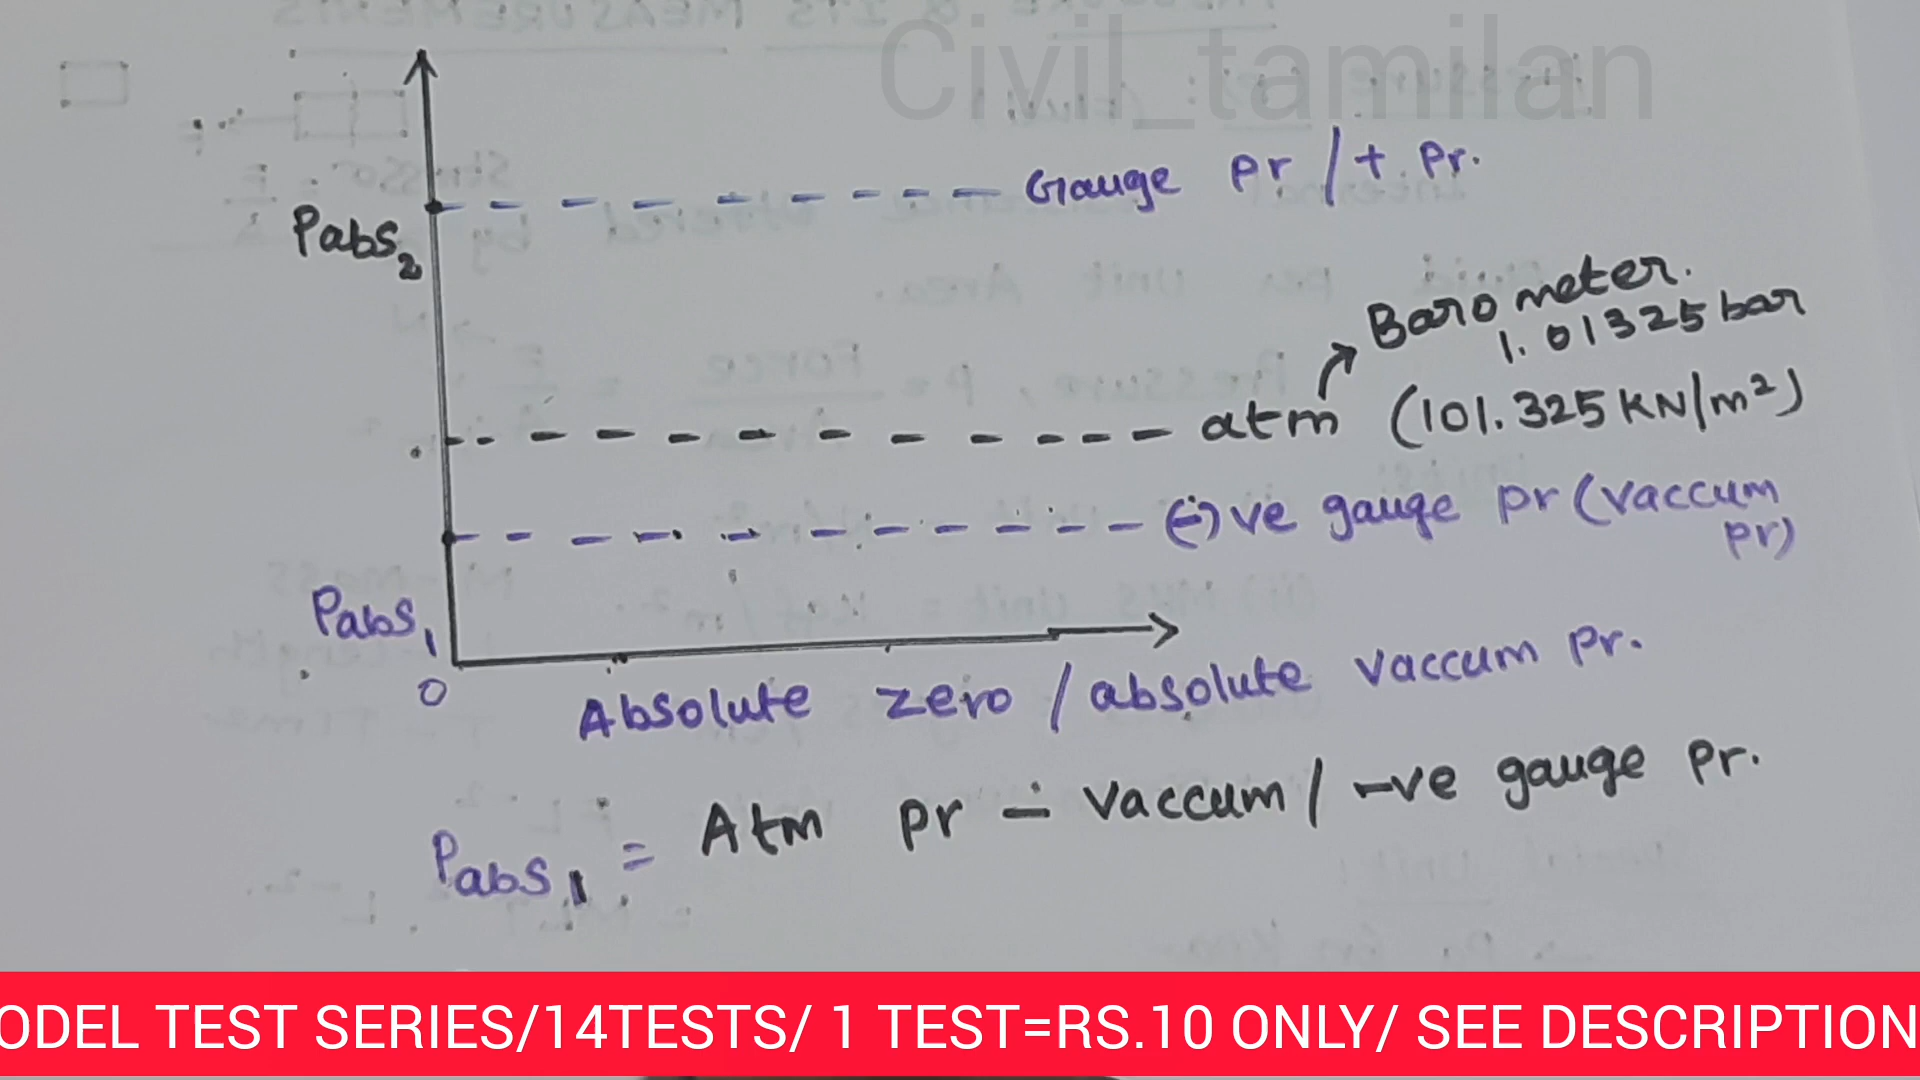 Civil_tamilan
Gauge pr / + Pr.
Pabs2
Barometer.
1.01325 bar
atm (101.325 KN/m²)
(-)ve gauge pr (vaccum
pr)
Pabs1
0
Absolute zero / absolute vaccum pr.
Pabs1 = Atm pr - vaccum / -ve gauge pr.
ODEL TEST SERIES/14TESTS/ 1 TEST=RS.10 ONLY/ SEE DESCRIPTION